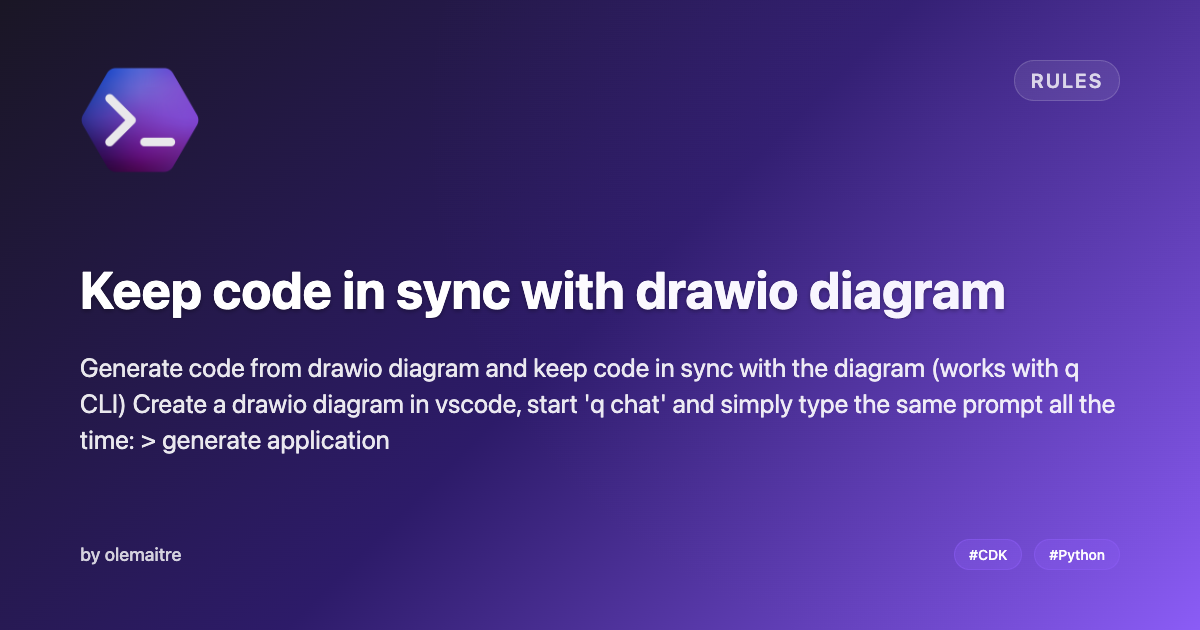 RULES
Keep code in sync with drawio diagram
Generate code from drawio diagram and keep code in sync with the diagram (works with q
CLI) Create a drawio diagram in vscode, start 'q chat' and simply type the same prompt all the
time: > generate application
by olemaitre
#CDK
#Python